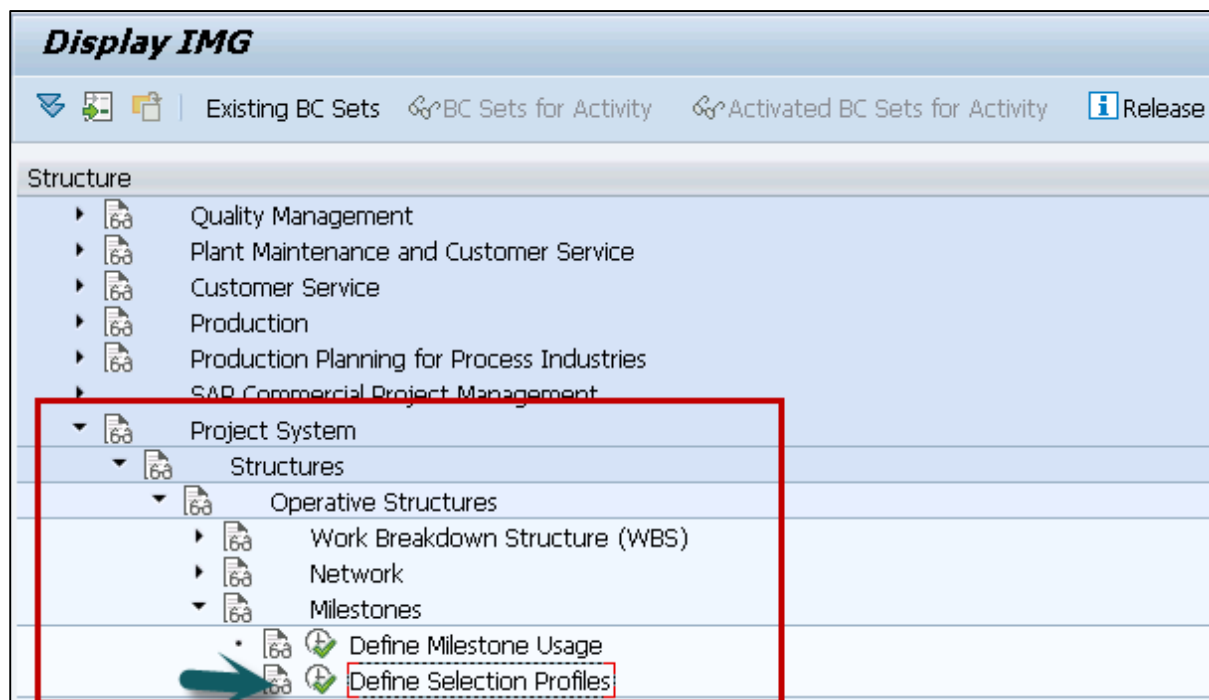 Display IMG
Existing BC Sets BC Sets for Activity Activated BC Sets for Activity Release
Structure
Quality Management
Plant Maintenance and Customer Service
Customer Service
Production
Production Planning for Process Industries
SAP Commercial Project Management
Project System
Structures
Operative Structures
Work Breakdown Structure (WBS)
Network
Milestones
Define Milestone Usage
Define Selection Profiles